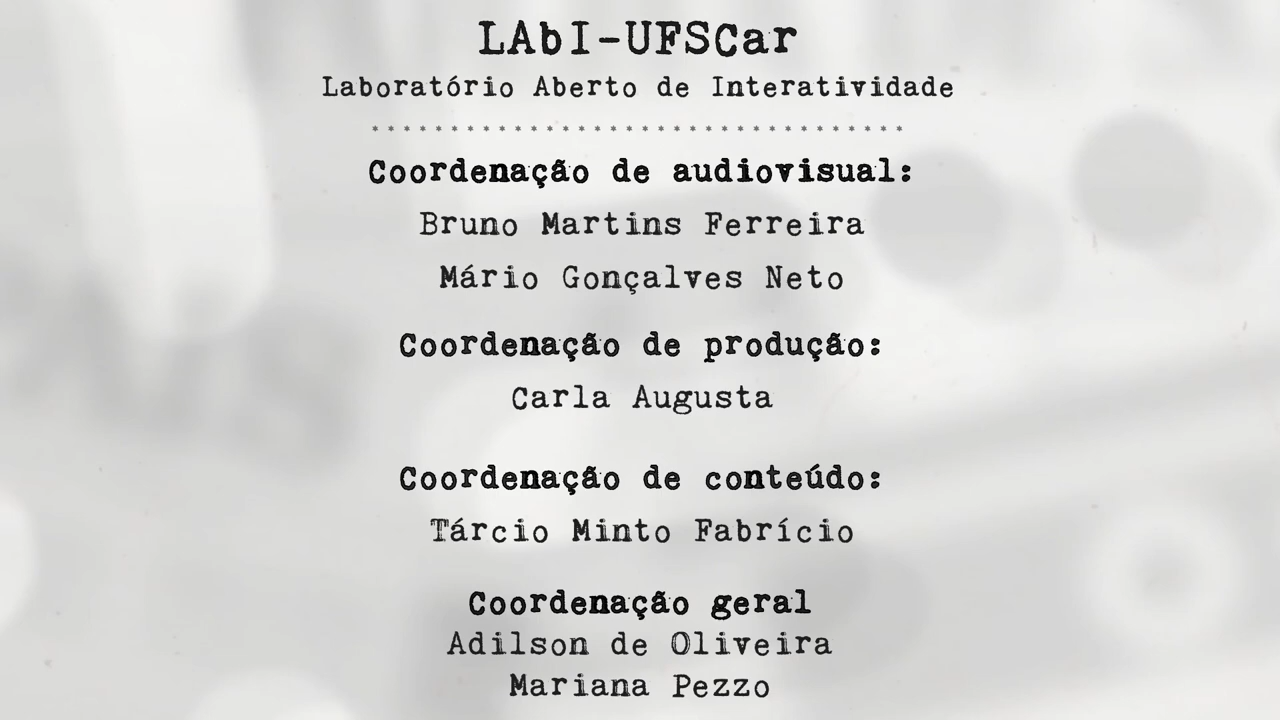 LAbI-UFSCar
Laboratório Aberto de Interatividade
Coordenação de audiovisual:
Bruno Martins Ferreira
Mário Gonçalves Neto
Coordenação de produção:
Carla Augusta
Coordenação de conteúdo:
Tárcio Minto Fabrício
Coordenação geral
Adilson de Oliveira
Mariana Pezzo